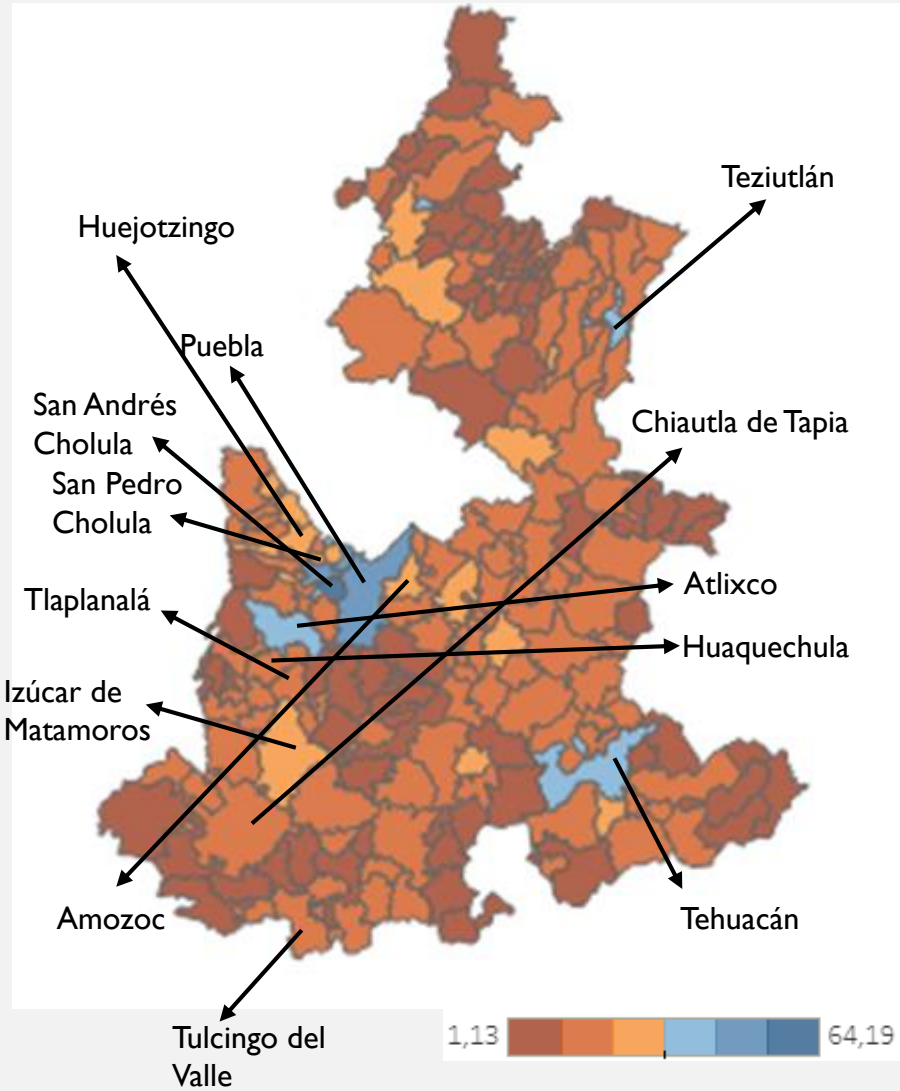 Teziutlán
Huejotzingo
Puebla
San Andrés
Cholula
Chiautla de Tapia
San Pedro
Cholula
Tlaplanalá
Atlixco
Huaquechula
Izúcar de
Matamoros
Amozoc
Tehuacán
Tulcingo del
Valle
1,13
64,19